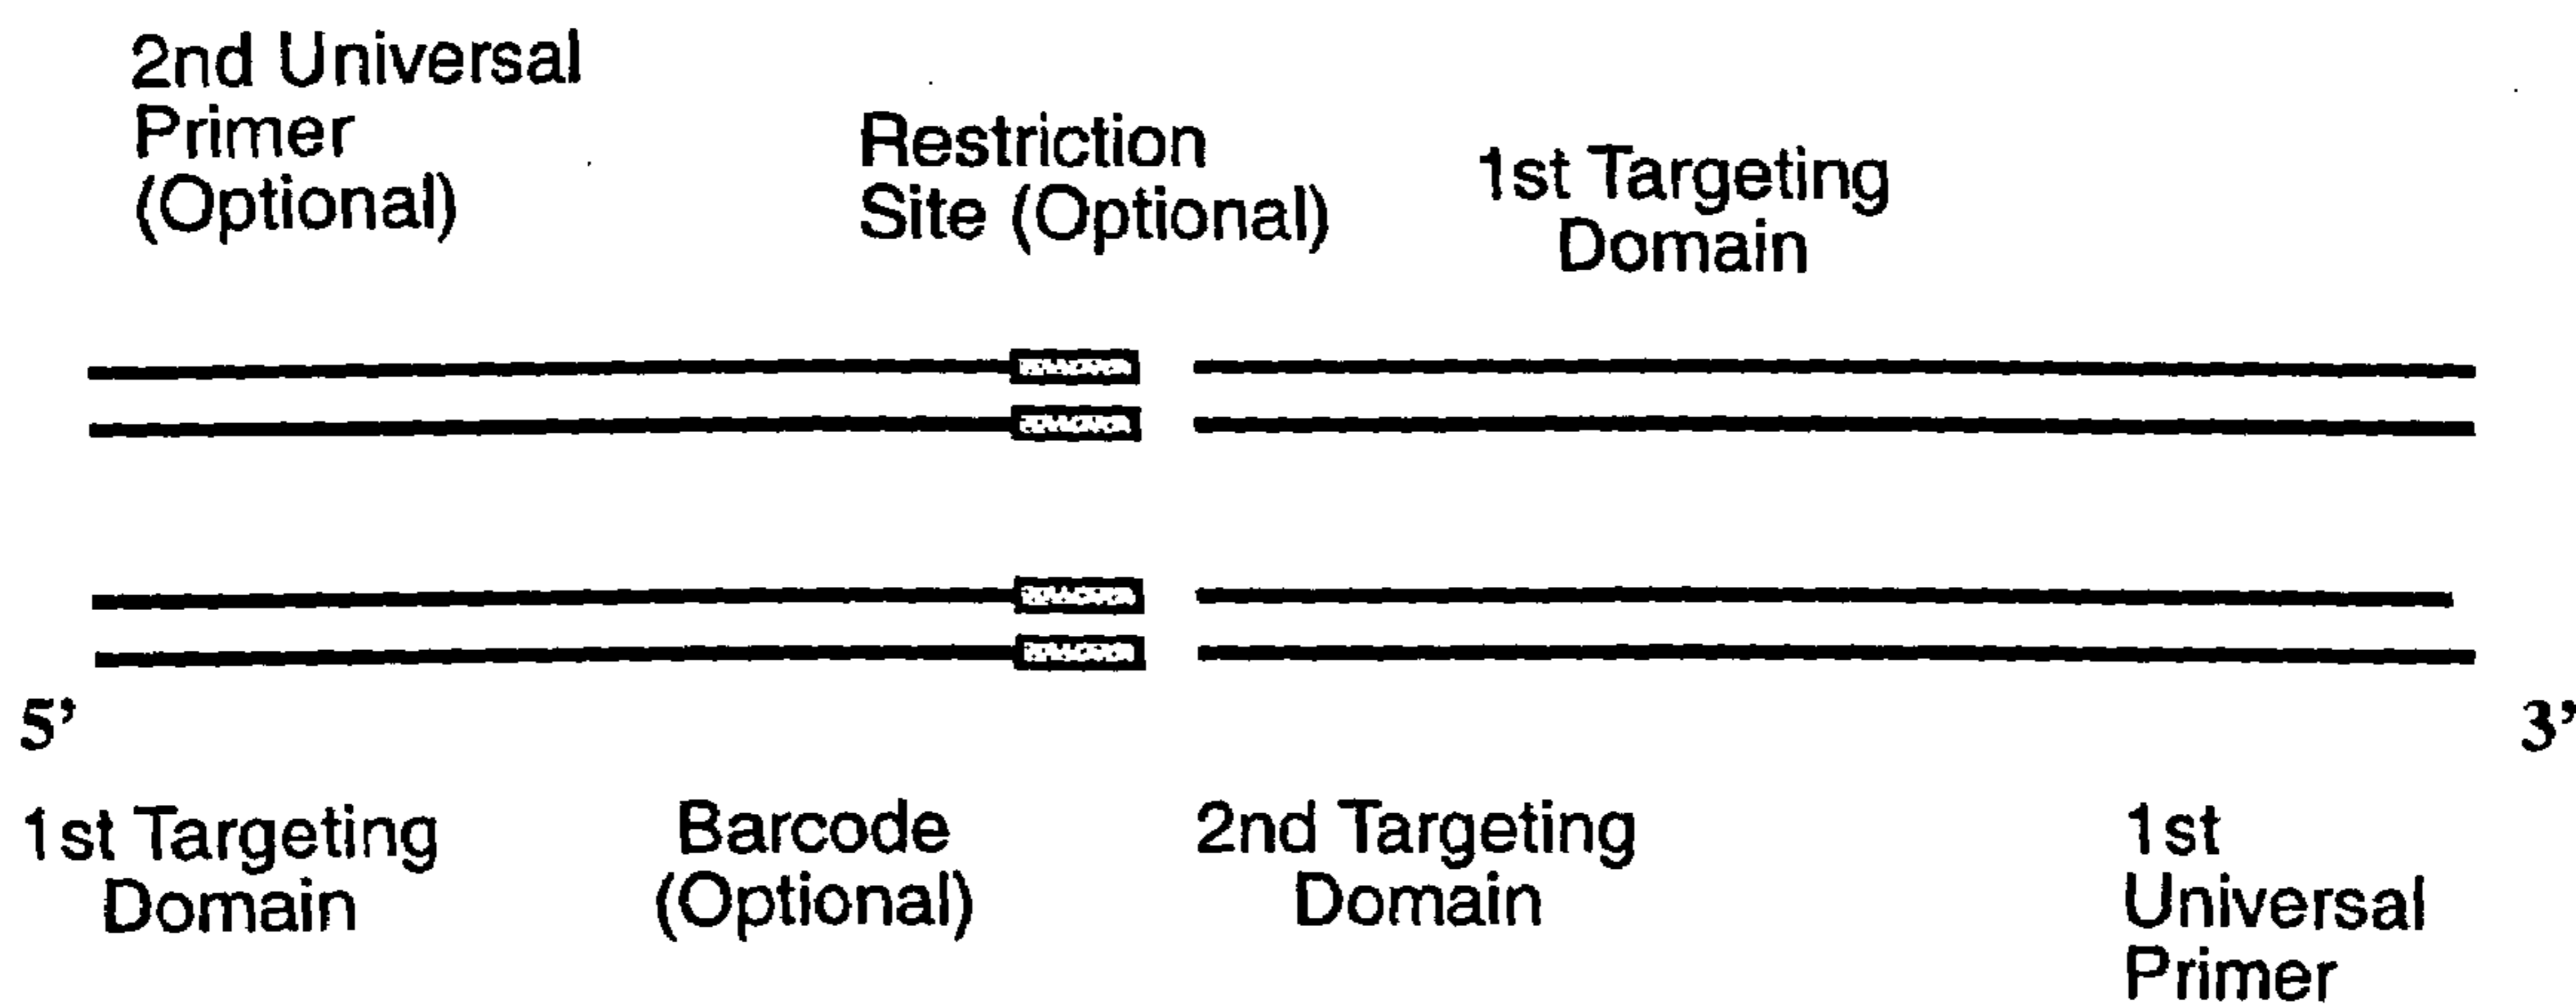 2nd Universal
Primer
(Optional)
Restriction
Site (Optional)
1st Targeting
Domain
5’
3’
1st Targeting
Domain
Barcode
(Optional)
2nd Targeting
Domain
1st
Universal
Primer